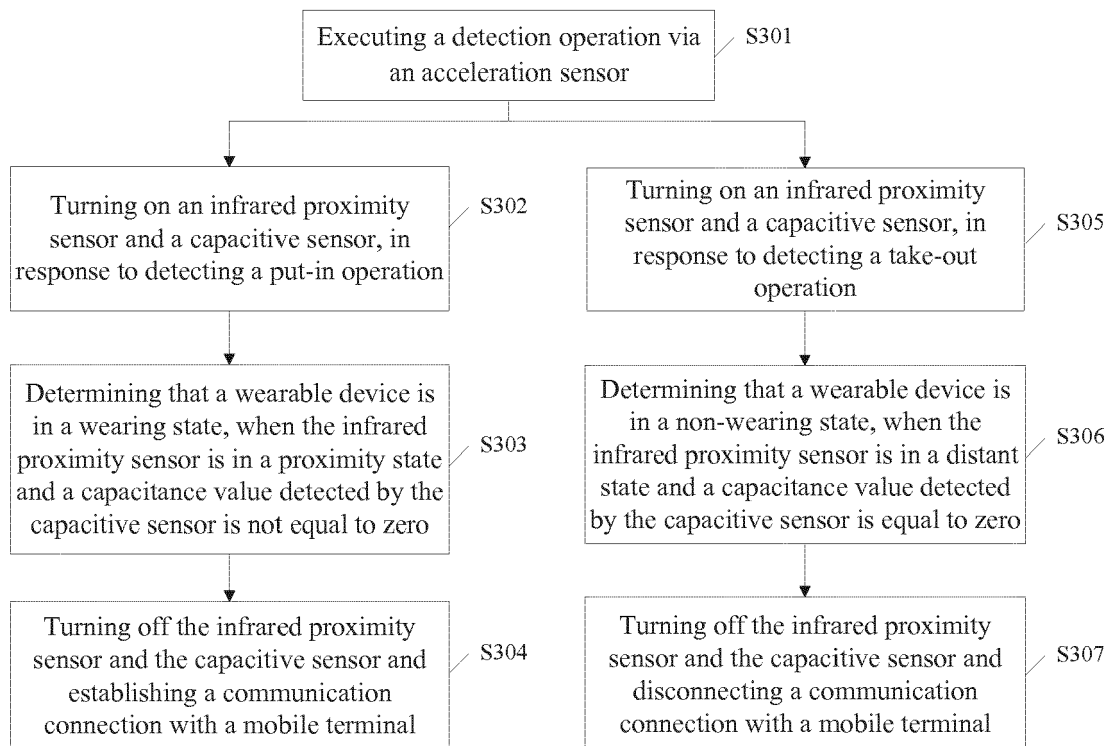 Executing a detection operation via
an acceleration sensor
S301
Turning on an infrared proximity
sensor and a capacitive sensor, in
response to detecting a put-in operation
S302
Determining that a wearable device is
in a wearing state, when the infrared
proximity sensor is in a proximity state
and a capacitance value detected by the
capacitive sensor is not equal to zero
S303
Turning off the infrared proximity
sensor and the capacitive sensor and
establishing a communication
connection with a mobile terminal
S304
Turning on an infrared proximity
sensor and a capacitive sensor, in
response to detecting a take-out
operation
S305
Determining that a wearable device is
in a non-wearing state, when the
infrared proximity sensor is in a distant
state and a capacitance value detected
by the capacitive sensor is equal to zero
S306
Turning off the infrared proximity
sensor and the capacitive sensor and
disconnecting a communication
connection with a mobile terminal
S307